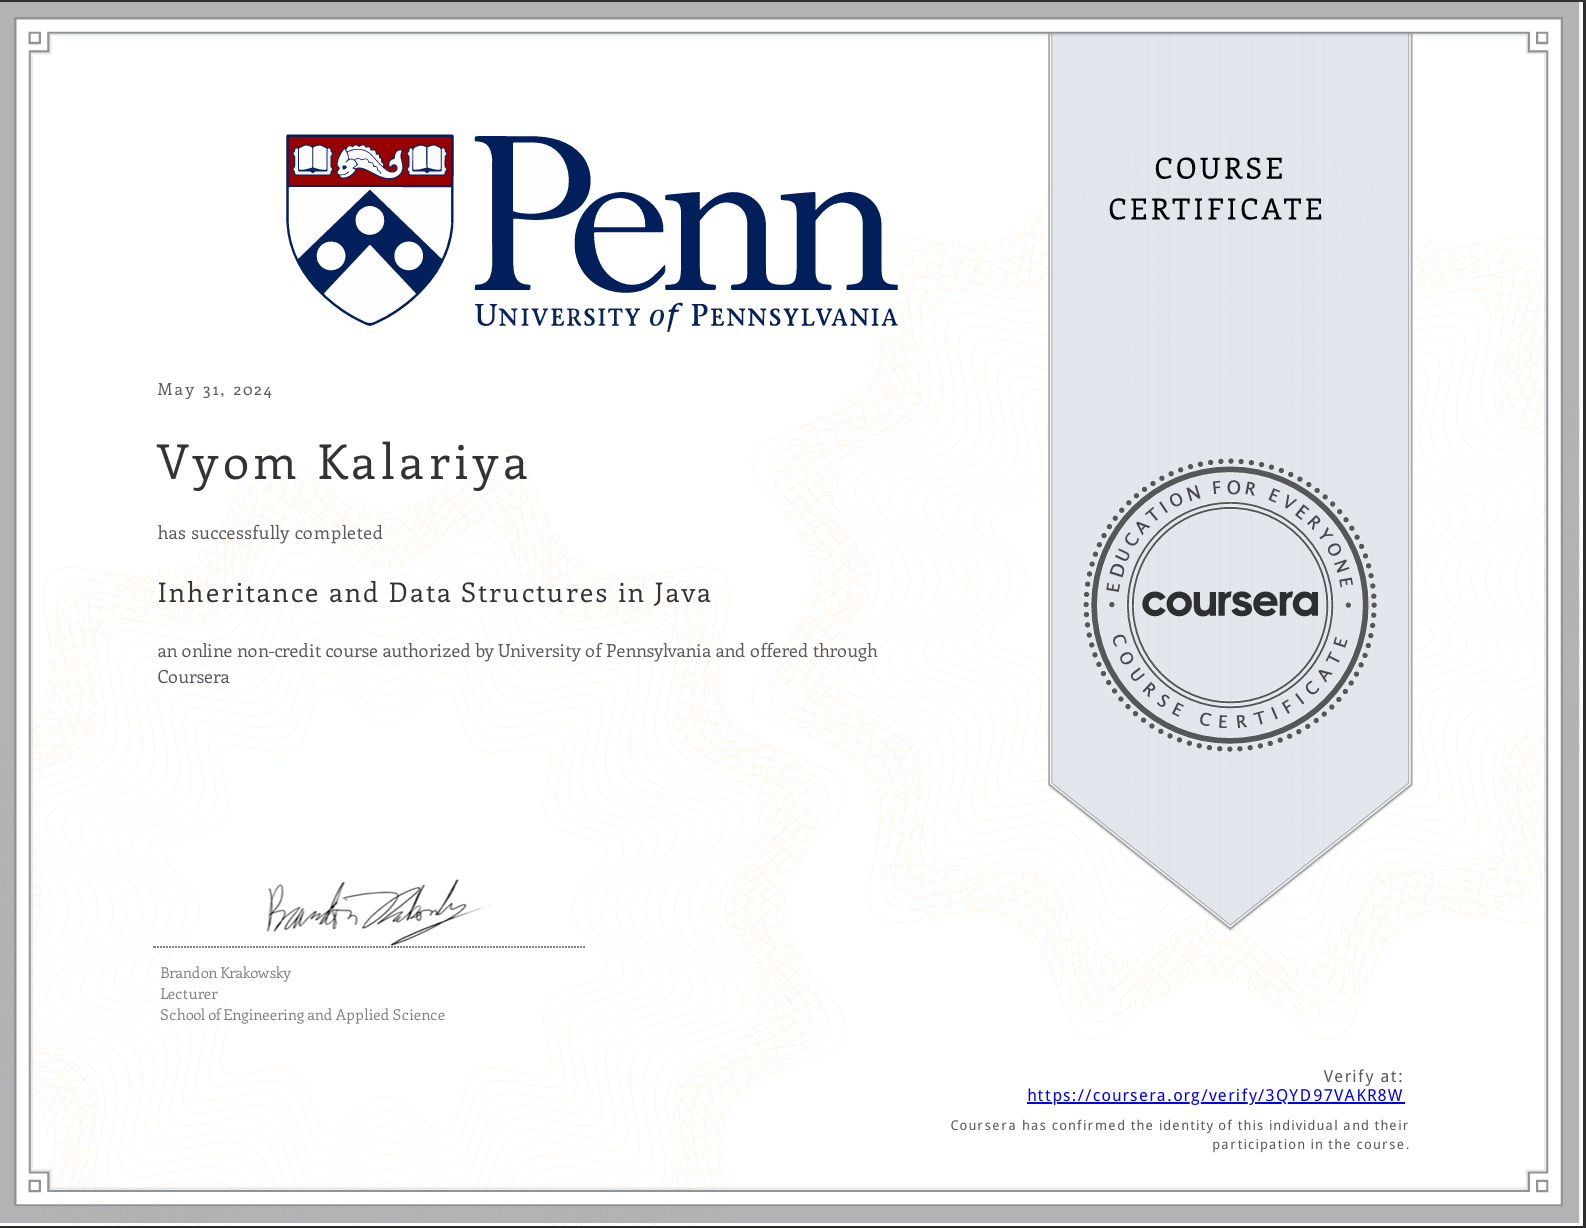 Penn
UNIVERSITY of PENNSYLVANIA
COURSE
CERTIFICATE
May 31, 2024
Vyom Kalariya
has successfully completed
Inheritance and Data Structures in Java
an online non-credit course authorized by University of Pennsylvania and offered through
Coursera
EDUCATION FOR EVERYONE
coursera
COURSE CERTIFICATE
Brandon Krakowsky
Lecturer
School of Engineering and Applied Science
Verify at:
https://coursera.org/verify/3QYD97VAKR8W
Coursera has confirmed the identity of this individual and their
participation in the course.